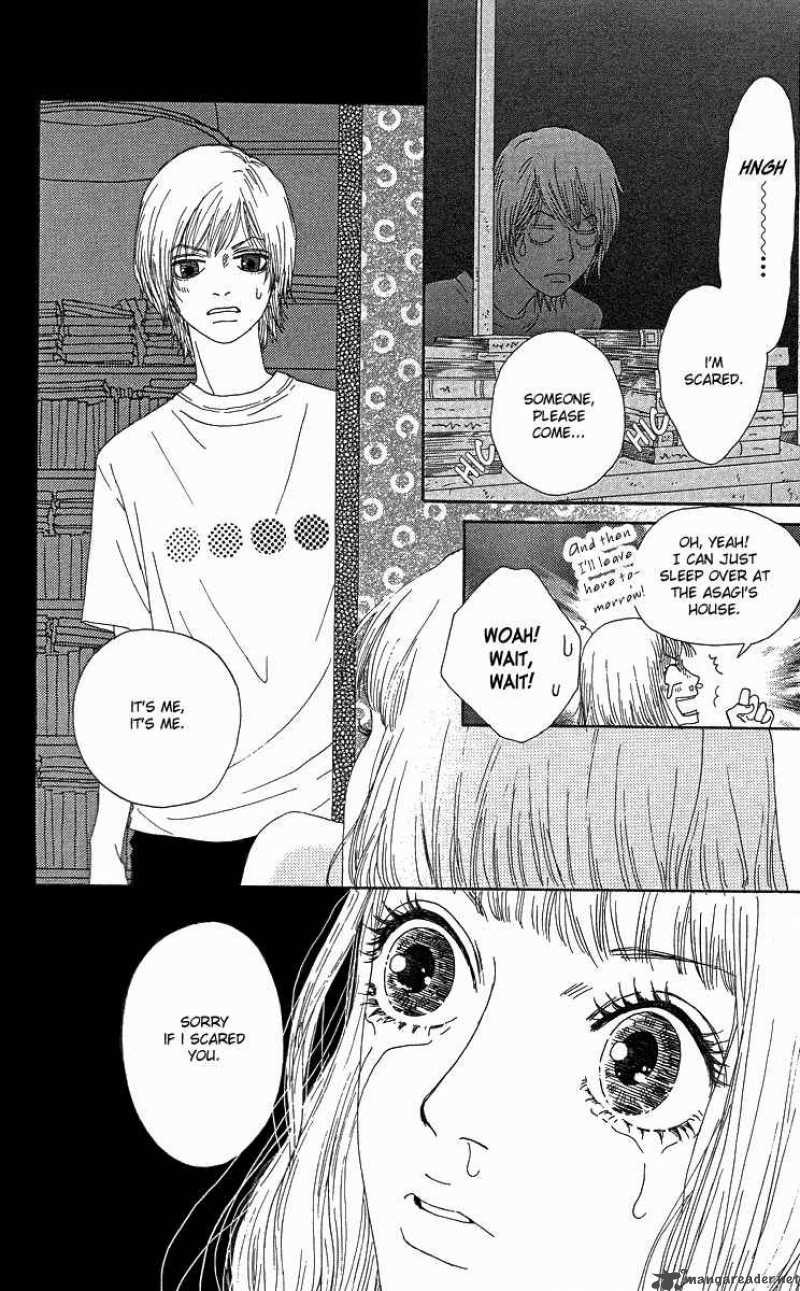 HNGH
I'M
SCARED.
SOMEONE,
PLEASE
COME...
HIC
HIC
OH, YEAH!
I CAN JUST
SLEEP OVER AT
THE ASAGI'S
HOUSE.
And then
I'll leave
here to-
morrow!
WOAH!
WAIT,
WAIT!
IT'S ME,
IT'S ME.
SORRY
IF I SCARED
YOU.
mangareader.net